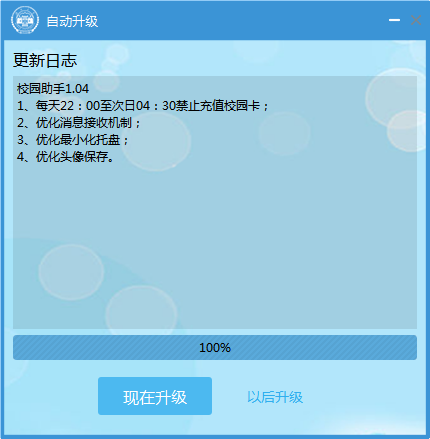 自动升级
更新日志
校园助手1.04
1、每天22：00至次日04：30禁止充值校园卡；
2、优化消息接收机制；
3、优化最小化托盘；
4、优化头像保存。
100%
现在升级
以后升级